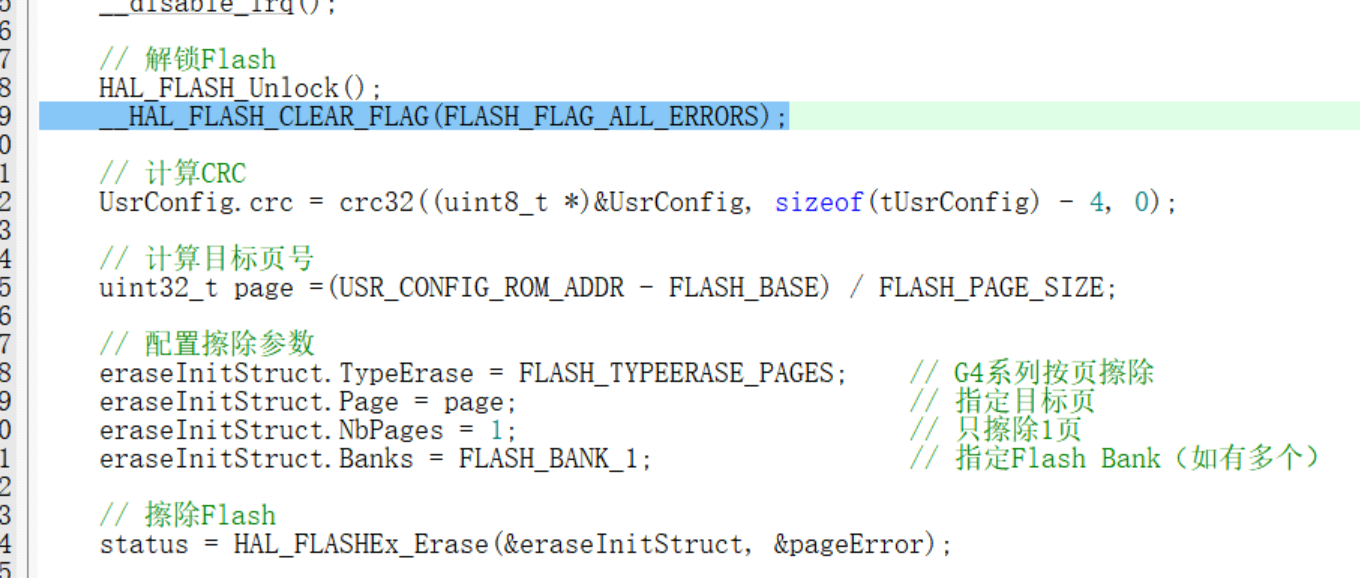 5 __disable_irq();
6
7 // 解锁Flash
8 HAL_FLASH_Unlock();
9 __HAL_FLASH_CLEAR_FLAG(FLASH_FLAG_ALL_ERRORS);
0
1 // 计算CRC
2 UsrConfig.crc = crc32((uint8_t *)&UsrConfig, sizeof(tUsrConfig) - 4, 0);
3
4 // 计算目标页号
5 uint32_t page =(USR_CONFIG_ROM_ADDR - FLASH_BASE) / FLASH_PAGE_SIZE;
6
7 // 配置擦除参数
8 eraseInitStruct.TypeErase = FLASH_TYPEERASE_PAGES; // G4系列按页擦除
9 eraseInitStruct.Page = page; // 指定目标页
0 eraseInitStruct.NbPages = 1; // 只擦除1页
1 eraseInitStruct.Banks = FLASH_BANK_1; // 指定Flash Bank（如有多个）
2
3 // 擦除Flash
4 status = HAL_FLASHEx_Erase(&eraseInitStruct, &pageError);
5